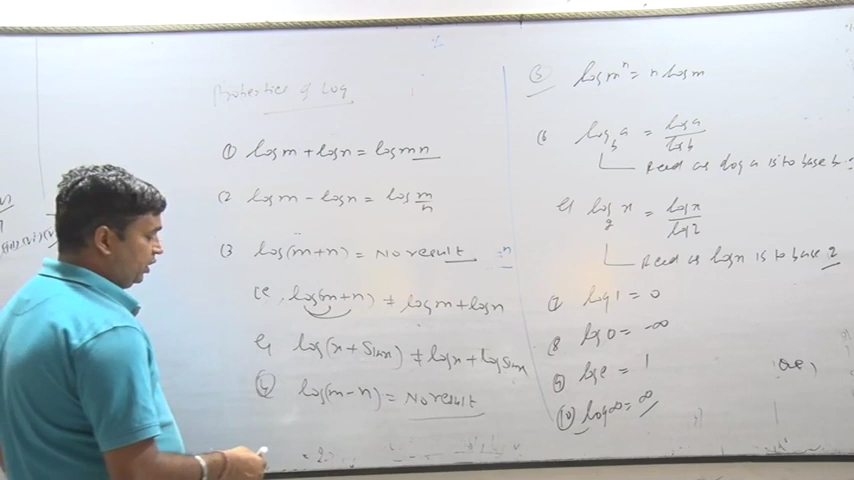 Properties of Log
① log m + log n = log mn
② log m - log n = log m/n
③ log(m+n) = No result
ie, log(m+n) ≠ log m + log n
Eg log(x + Sinx) ≠ log x + log Sinx
④ log(m-n) = No result
⑤ log mⁿ = n log m
⑥ log_b a = log a / log b
Read as log a is to base b
Eg log_2 x = log x / log 2
Read as log x is to base 2
⑦ log 1 = 0
⑧ log 0 = -∞
⑨ log e = 1
⑩ log ∞ = ∞